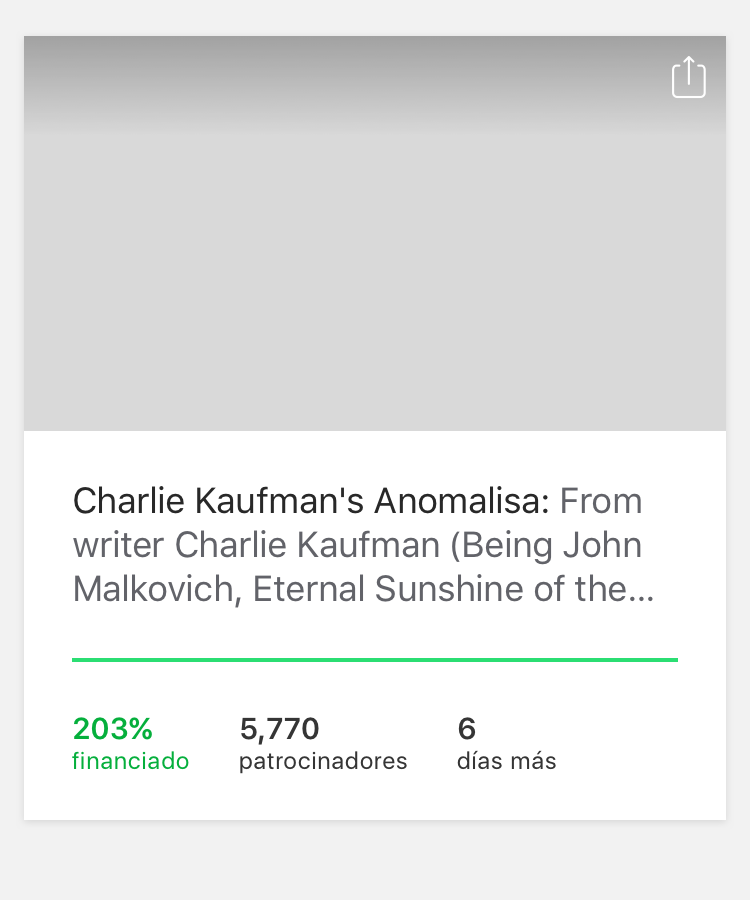 Charlie Kaufman's Anomalisa: From
writer Charlie Kaufman (Being John
Malkovich, Eternal Sunshine of the...
203% 5,770 6
financiado patrocinadores días más